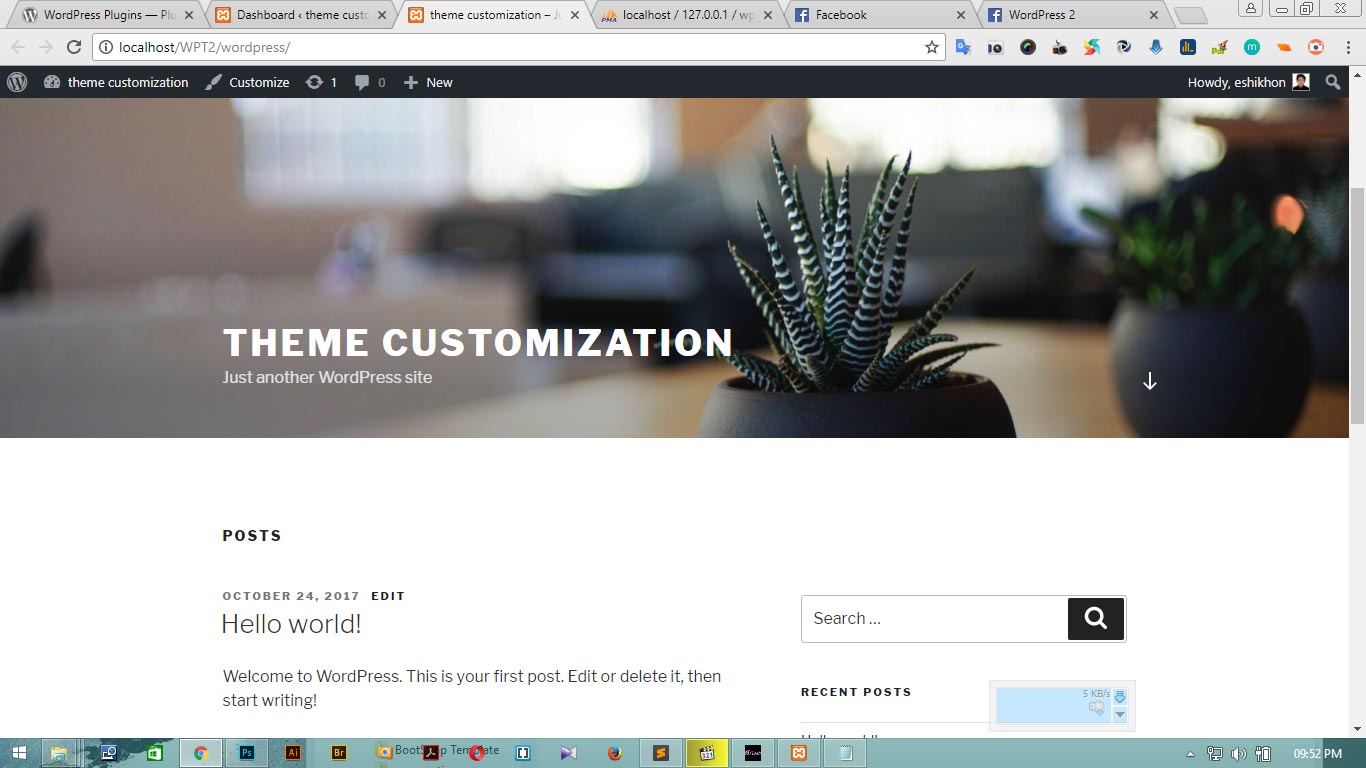 WordPress Plugins — Plu
Dashboard ‹ theme custo
theme customization – Ju
localhost / 127.0.0.1 / wp
Facebook
WordPress 2
localhost/WPT2/wordpress/
theme customization
Customize
1
0
New
Howdy, eshikhon
THEME CUSTOMIZATION
Just another WordPress site
POSTS
OCTOBER 24, 2017 EDIT
Hello world!
Welcome to WordPress. This is your first post. Edit or delete it, then
start writing!
Search …
RECENT POSTS
5 KB/s
Ps
Ai
Br
09:52 PM